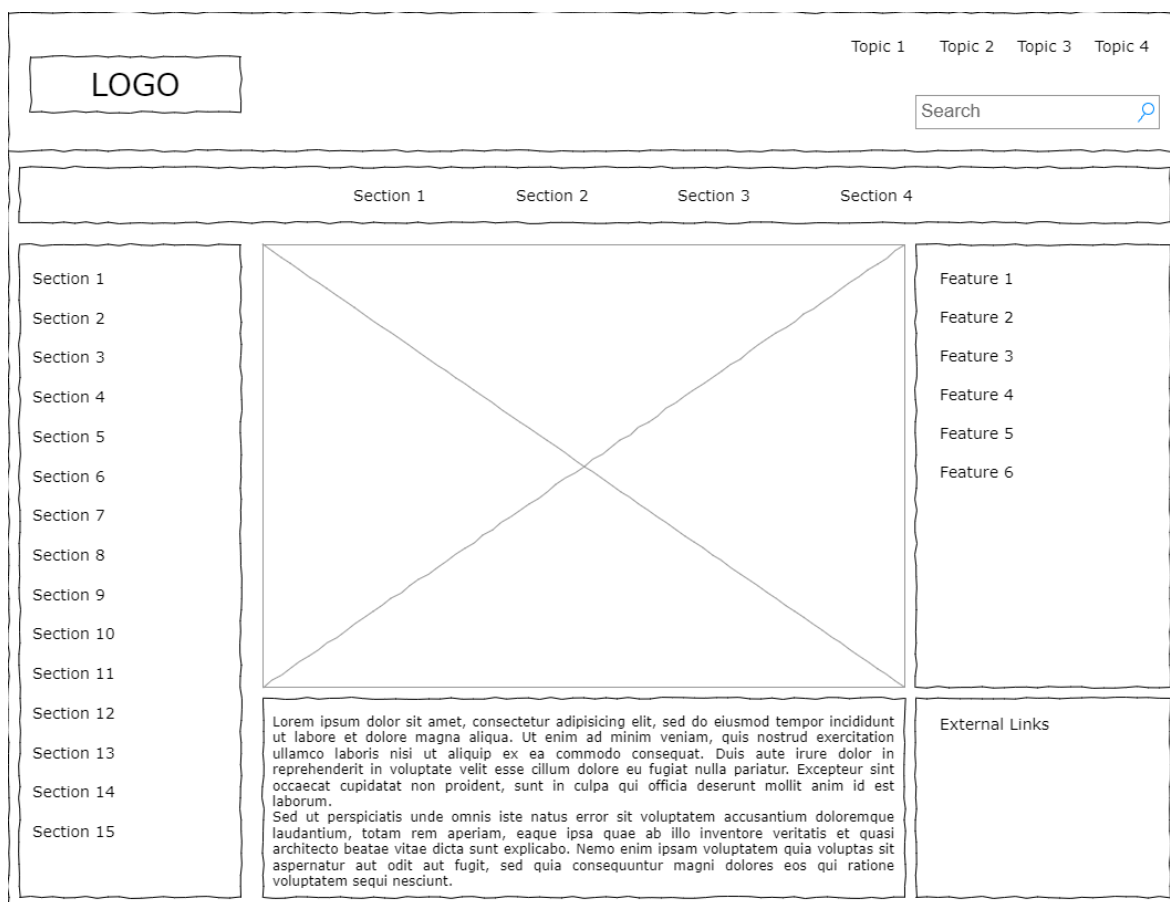 LOGO
Topic 1 Topic 2 Topic 3 Topic 4
Search
Section 1 Section 2 Section 3 Section 4
Section 1
Section 2
Section 3
Section 4
Section 5
Section 6
Section 7
Section 8
Section 9
Section 10
Section 11
Section 12
Section 13
Section 14
Section 15
Lorem ipsum dolor sit amet, consectetur adipisicing elit, sed do eiusmod tempor incididunt
ut labore et dolore magna aliqua. Ut enim ad minim veniam, quis nostrud exercitation
ullamco laboris nisi ut aliquip ex ea commodo consequat. Duis aute irure dolor in
reprehenderit in voluptate velit esse cillum dolore eu fugiat nulla pariatur. Excepteur sint
occaecat cupidatat non proident, sunt in culpa qui officia deserunt mollit anim id est
laborum.
Sed ut perspiciatis unde omnis iste natus error sit voluptatem accusantium doloremque
laudantium, totam rem aperiam, eaque ipsa quae ab illo inventore veritatis et quasi
architecto beatae vitae dicta sunt explicabo. Nemo enim ipsam voluptatem quia voluptas sit
aspernatur aut odit aut fugit, sed quia consequuntur magni dolores eos qui ratione
voluptatem sequi nesciunt.
Feature 1
Feature 2
Feature 3
Feature 4
Feature 5
Feature 6
External Links